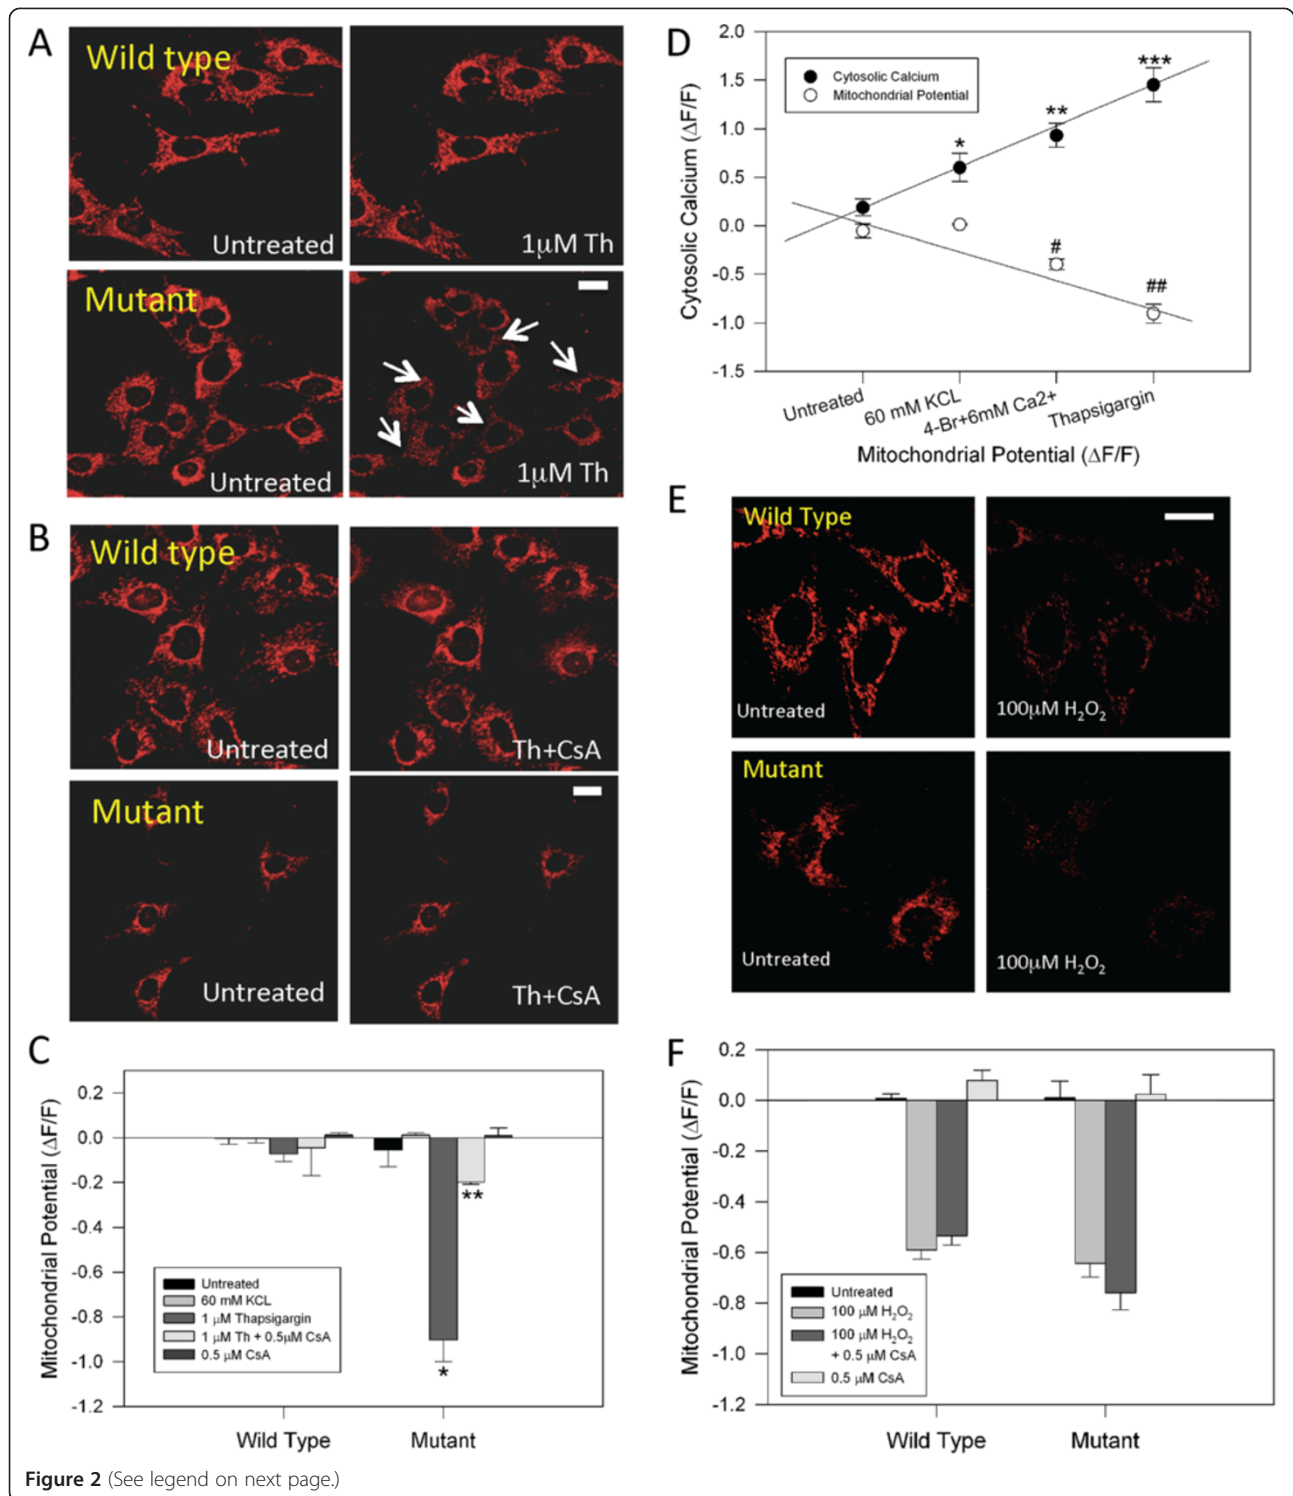 A
Wild type
Untreated
1μM Th
Mutant
Untreated
1μM Th
B
Wild type
Untreated
Th+CsA
Mutant
Untreated
Th+CsA
C
Mitochondrial Potential (ΔF/F)
0.2
0.0
-0.2
-0.4
-0.6
-0.8
-1.0
-1.2
**
*
Untreated
60 mM KCL
1 μM Thapsigargin
1 μM Th + 0.5μM CsA
0.5 μM CsA
Wild Type
Mutant
D
Cytosolic Calcium (ΔF/F)
2.0
1.5
1.0
0.5
0.0
-0.5
-1.0
-1.5
Cytosolic Calcium
Mitochondrial Potential
*
**
***
#
##
Untreated
60 mM KCL
4-Br+6mM Ca2+
Thapsigargin
Mitochondrial Potential (ΔF/F)
E
Wild Type
Untreated
100μM H₂O₂
Mutant
Untreated
100μM H₂O₂
F
Mitochondrial Potential (ΔF/F)
0.2
0.0
-0.2
-0.4
-0.6
-0.8
-1.0
-1.2
Untreated
100 μM H₂O₂
100 μM H₂O₂
+ 0.5 μM CsA
0.5 μM CsA
Wild Type
Mutant
Figure 2 (See legend on next page.)